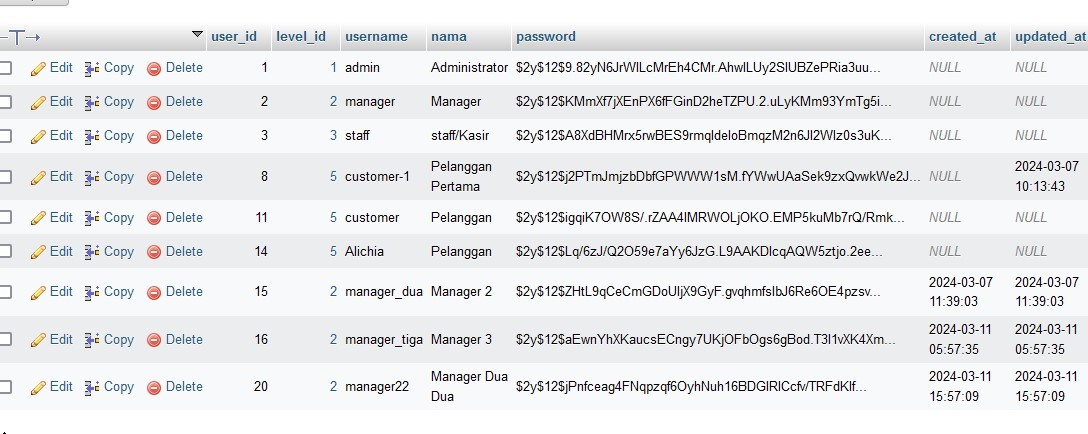 user_id level_id username nama password created_at updated_at
Edit Copy Delete 1 1 admin Administrator $2y$12$9.82yN6JrWlLcMrEh4CMr.AhwlLUy2SlUBZePRia3uu... NULL NULL
Edit Copy Delete 2 2 manager Manager $2y$12$KMmXf7jXEnPX6fFGinD2heTZPU.2.uLyKMm93YmTg5i... NULL NULL
Edit Copy Delete 3 3 staff staff/Kasir $2y$12$A8XdBHMrx5rwBES9rmqldeloBmqzM2n6Jl2Wlz0s3uK... NULL NULL
Edit Copy Delete 8 5 customer-1 Pelanggan Pertama $2y$12$j2PTmJmjzbDbfGPWWW1sM.fYWwUAaSek9zxQvwkWe2J... NULL 2024-03-07 10:13:43
Edit Copy Delete 11 5 customer Pelanggan $2y$12$igqiK7OW8S/.rZAA4lMRWOLjOKO.EMP5kuMb7rQ/Rmk... NULL NULL
Edit Copy Delete 14 5 Alichia Pelanggan $2y$12$Lq/6zJ/Q2O59e7aYy6JzG.L9AAKDlcqAQW5ztjo.2ee... NULL NULL
Edit Copy Delete 15 2 manager_dua Manager 2 $2y$12$ZHtL9qCeCmGDoUljX9GyF.gvqhmfslbJ6Re6OE4pzsv... 2024-03-07 11:39:03 2024-03-07 11:39:03
Edit Copy Delete 16 2 manager_tiga Manager 3 $2y$12$aEwnYhXKaucsECngy7UKjOFbOgs6gBod.T3l1vXK4Xm... 2024-03-11 05:57:35 2024-03-11 05:57:35
Edit Copy Delete 20 2 manager22 Manager Dua Dua $2y$12$jPnfceag4FNqpzqf6OyhNuh16BDGlRlCcfv/TRFdKlf... 2024-03-11 15:57:09 2024-03-11 15:57:09